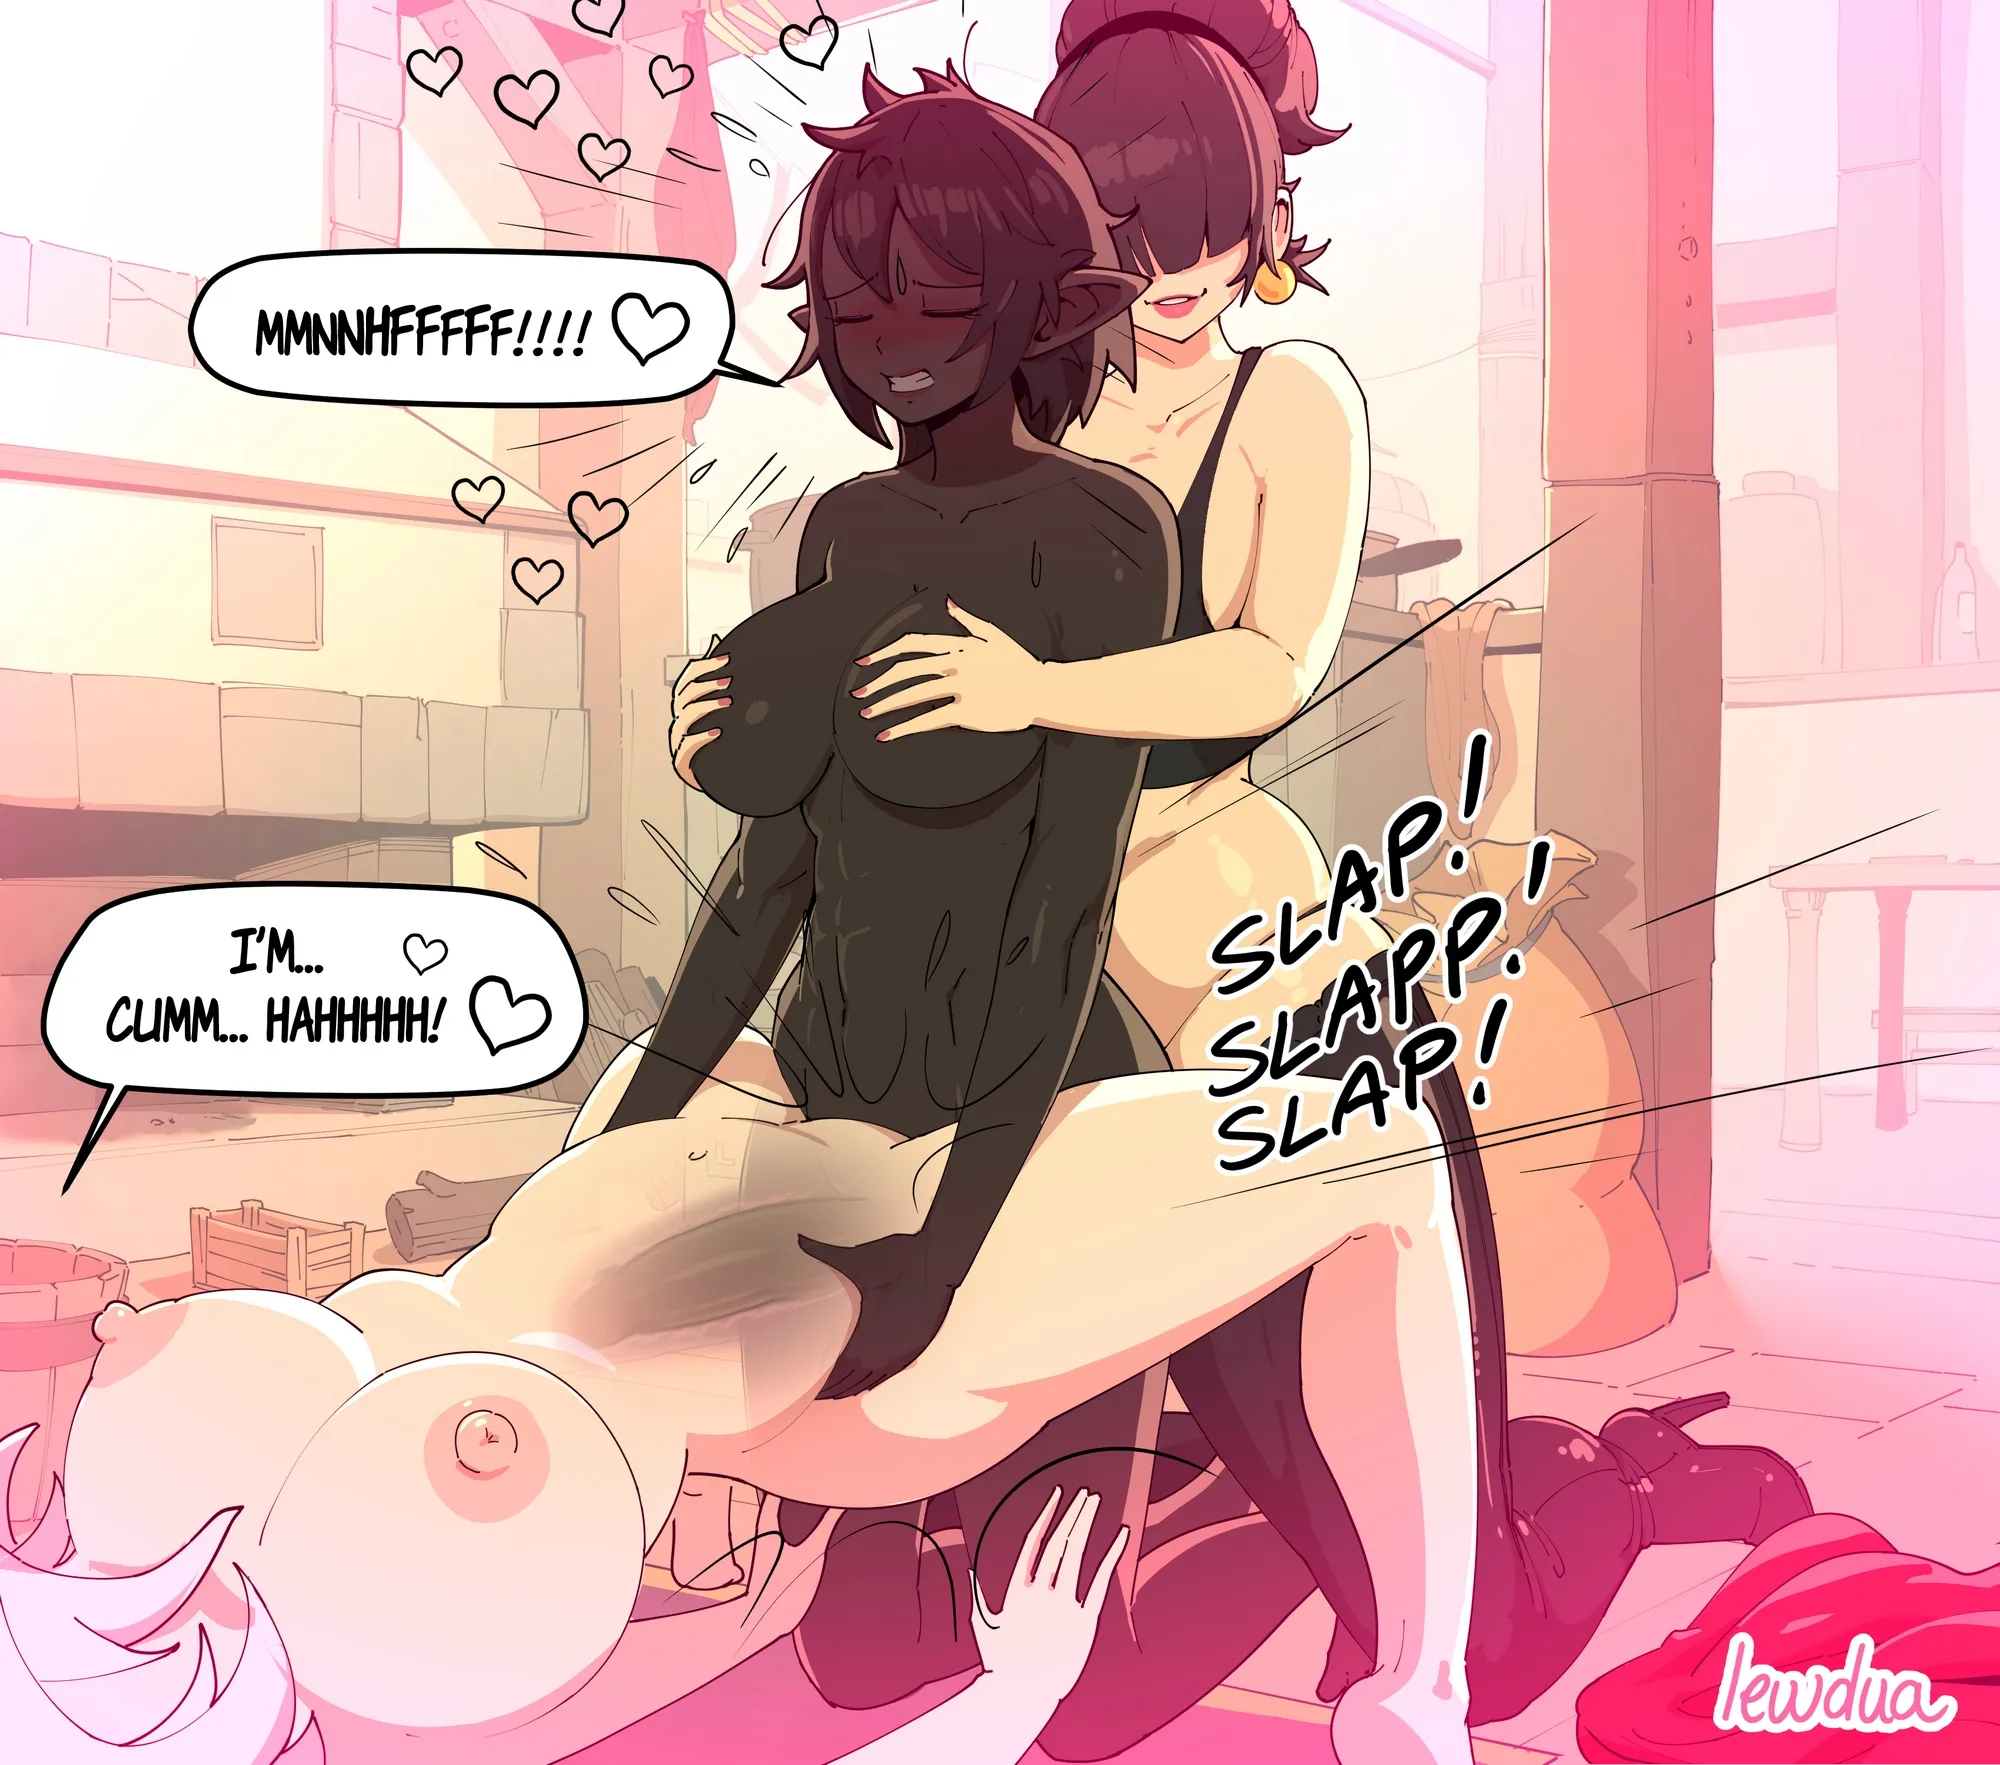 MMNNHFFFFF!!!! ♡
I'M... ♡
CUMM... HAHHHHH! ♡
SLAP!
SLAPP!
SLAP!
lewdua